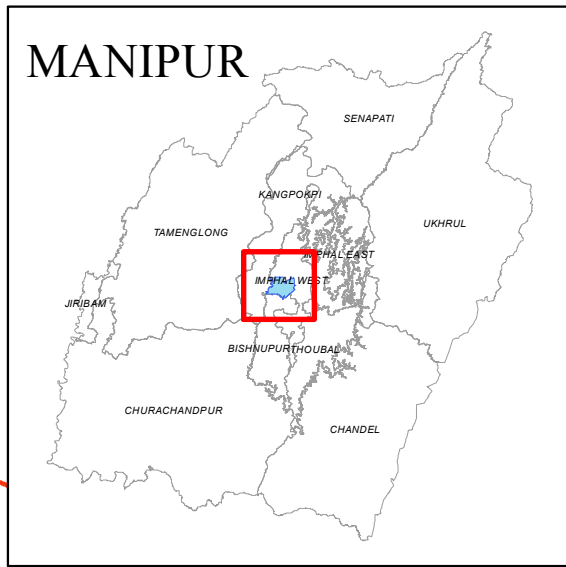 MANIPUR
SENAPATI
KANGPOKPI
UKHRUL
TAMENGLONG
IMPHAL EAST
IMPHAL WEST
JIRIBAM
BISHNUPUR
THOUBAL
CHURACHANDPUR
CHANDEL